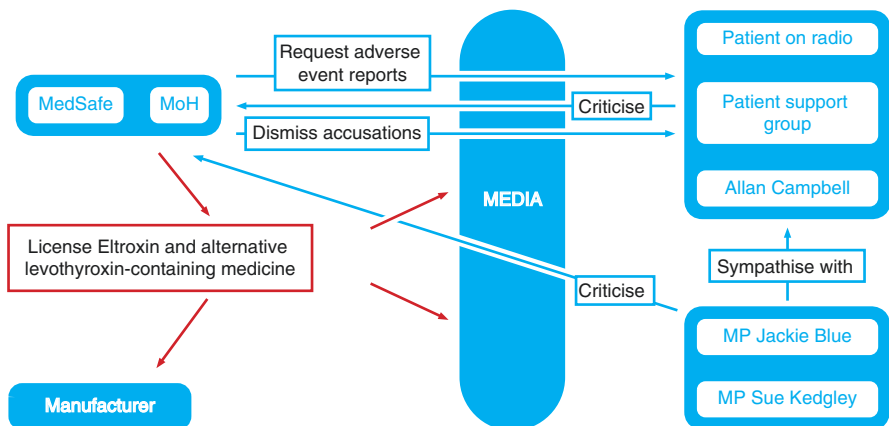 Request adverse
event reports
Patient on radio
MedSafe
MoH
Criticise
Patient support
group
Dismiss accusations
Allan Campbell
MEDIA
License Eltroxin and alternative
levothyroxin-containing medicine
Sympathise with
Criticise
MP Jackie Blue
Manufacturer
MP Sue Kedgley